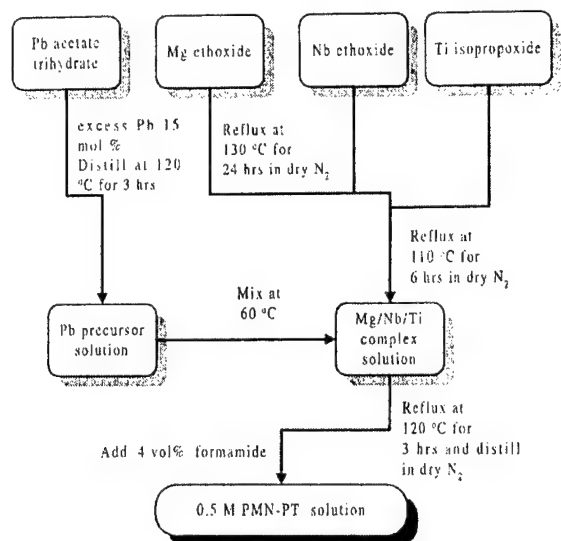 Pb acetate
trihydrate
Mg ethoxide
Nb ethoxide
Ti isopropoxide
excess Pb 15
mol %
Distill at 120
°C for 3 hrs
Reflux at
130 °C for
24 hrs in dry N₂
Reflux at
110 °C for
6 hrs in dry N₂
Mix at
60 °C
Pb precursor
solution
Mg/Nb/Ti
complex
solution
Reflux at
120 °C for
3 hrs and distill
in dry N₂
Add 4 vol% formamide
0.5 M PMN-PT solution